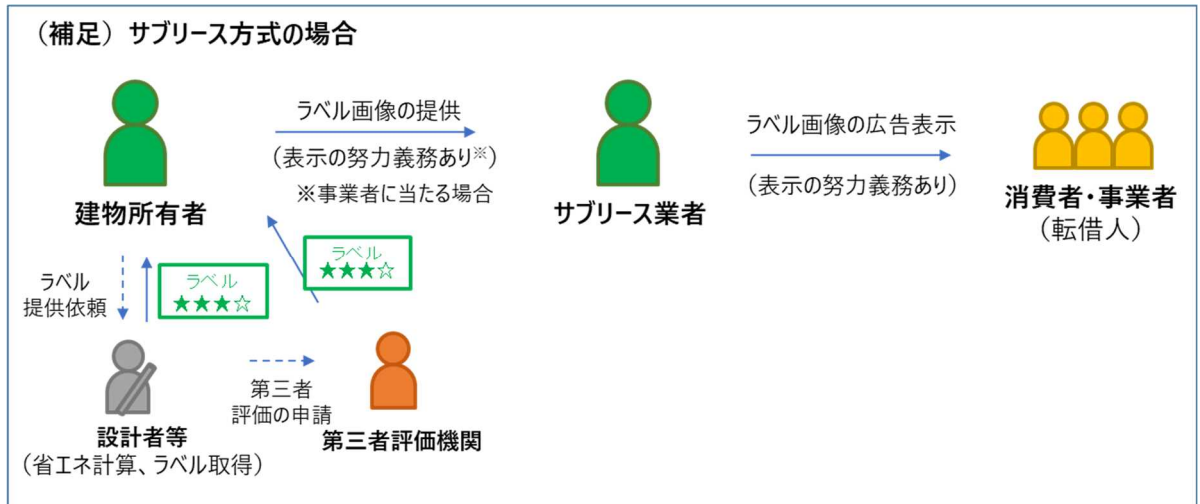 (補足)サブリース方式の場合
ラベル画像の提供
(表示の努力義務あり※)
※事業者に当たる場合
ラベル画像の広告表示
(表示の努力義務あり)
建物所有者
サブリース業者
消費者・事業者
(転借人)
ラベル
提供依頼
ラベル
★★★☆
ラベル
★★★☆
第三者
評価の申請
設計者等
(省エネ計算、ラベル取得)
第三者評価機関